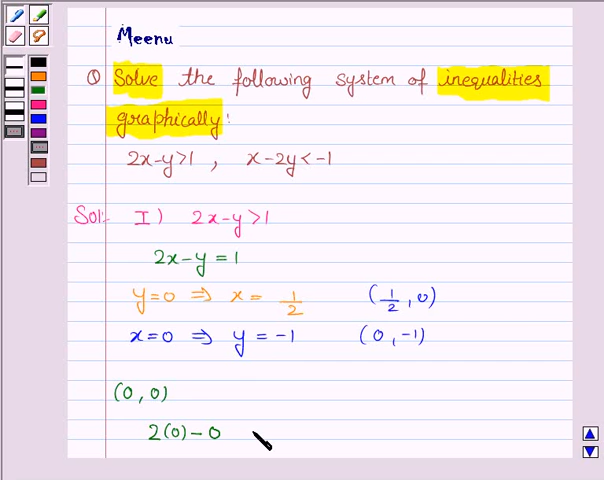 Meenu
Q Solve the following system of inequalities
graphically:
2x-y>1 , x-2y<-1
Sol:- I) 2x-y>1
2x-y=1
y=0 ⇒ x= 1/2 (1/2, 0)
x=0 ⇒ y=-1 (0, -1)
(0, 0)
2(0)-0